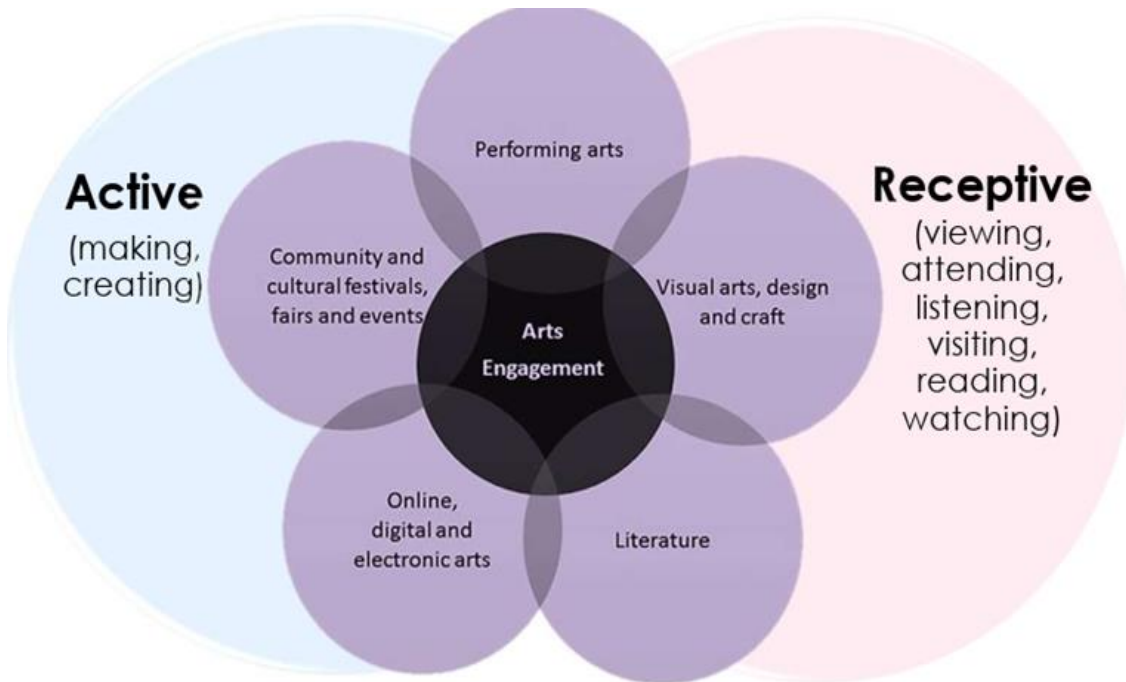 Performing arts
Active
(making,
creating)
Receptive
(viewing,
attending,
listening,
visiting,
reading,
watching)
Community and
cultural festivals,
fairs and events
Visual arts, design
and craft
Arts
Engagement
Online,
digital and
electronic arts
Literature